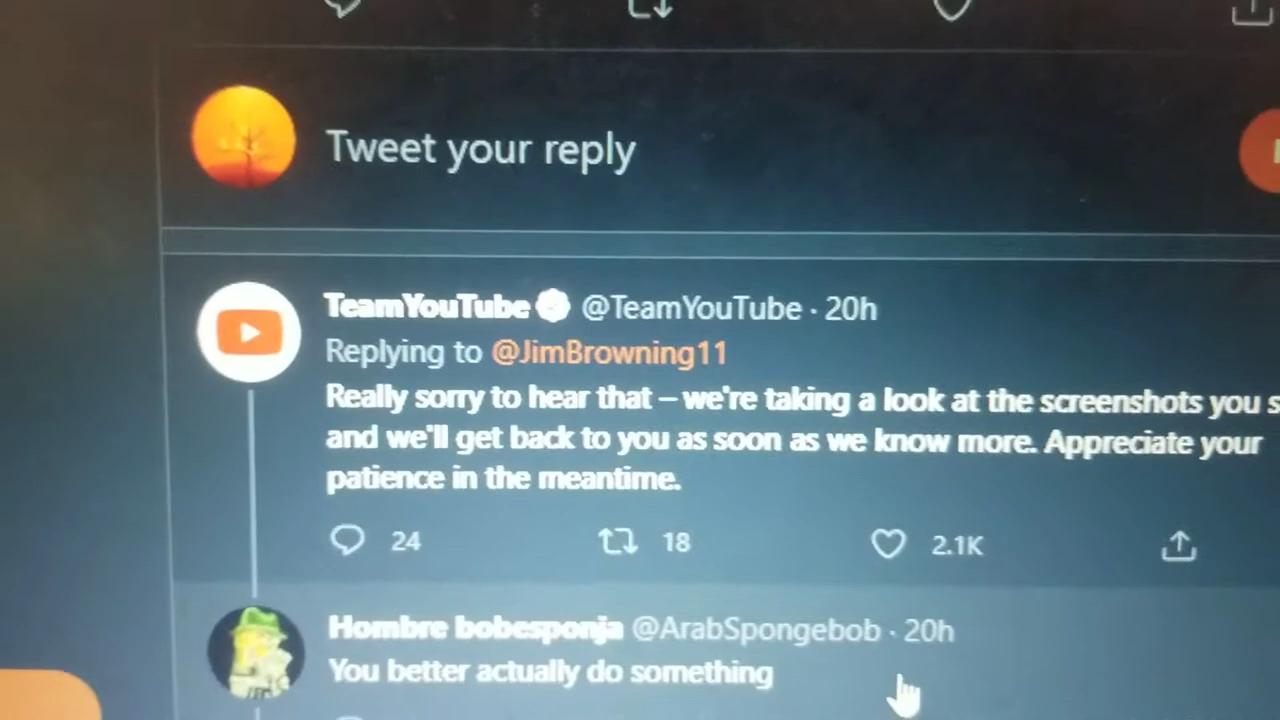 Tweet your reply
TeamYouTube @TeamYouTube · 20h
Replying to @JimBrowning11
Really sorry to hear that – we're taking a look at the screenshots you
and we'll get back to you as soon as we know more. Appreciate your
patience in the meantime.
24 18 2.1K
Hombre bobesponja @ArabSpongebob · 20h
You better actually do something